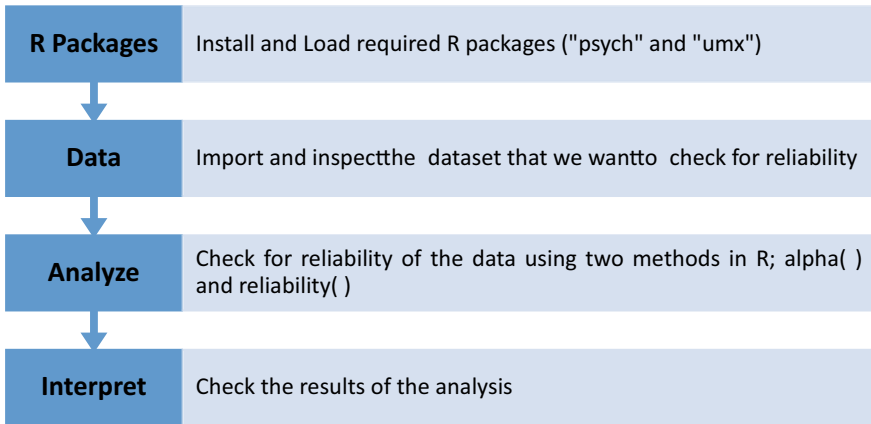 R Packages
Install and Load required R packages ("psych" and "umx")
Data
Import and inspectthe dataset that we wantto check for reliability
Analyze
Check for reliability of the data using two methods in R; alpha( )
and reliability( )
Interpret
Check the results of the analysis